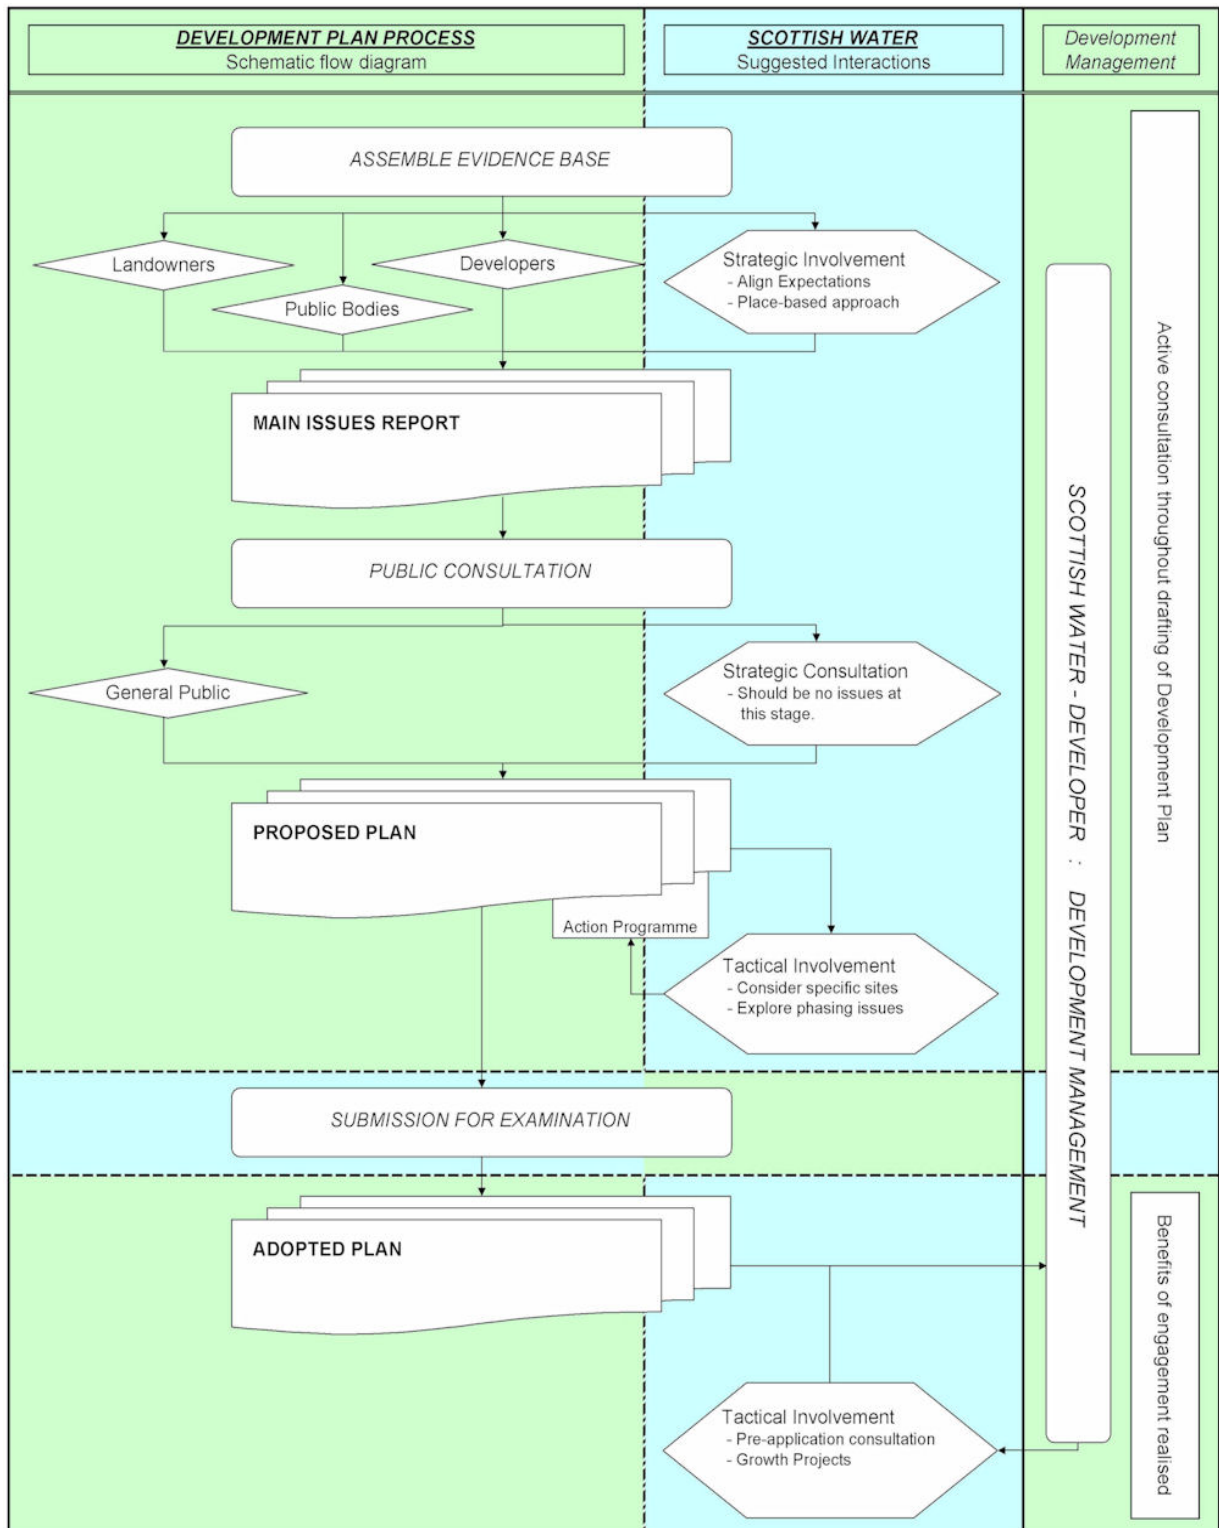 DEVELOPMENT PLAN PROCESS
Schematic flow diagram
SCOTTISH WATER
Suggested Interactions
Development
Management
ASSEMBLE EVIDENCE BASE
Landowners
Public Bodies
Developers
Strategic Involvement
- Align Expectations
- Place-based approach
MAIN ISSUES REPORT
PUBLIC CONSULTATION
General Public
Strategic Consultation
- Should be no issues at
this stage.
PROPOSED PLAN
Action Programme
Tactical Involvement
- Consider specific sites
- Explore phasing issues
SUBMISSION FOR EXAMINATION
ADOPTED PLAN
Tactical Involvement
- Pre-application consultation
- Growth Projects
SCOTTISH WATER - DEVELOPER : DEVELOPMENT MANAGEMENT
Active consultation throughout drafting of Development Plan
Benefits of engagement realised